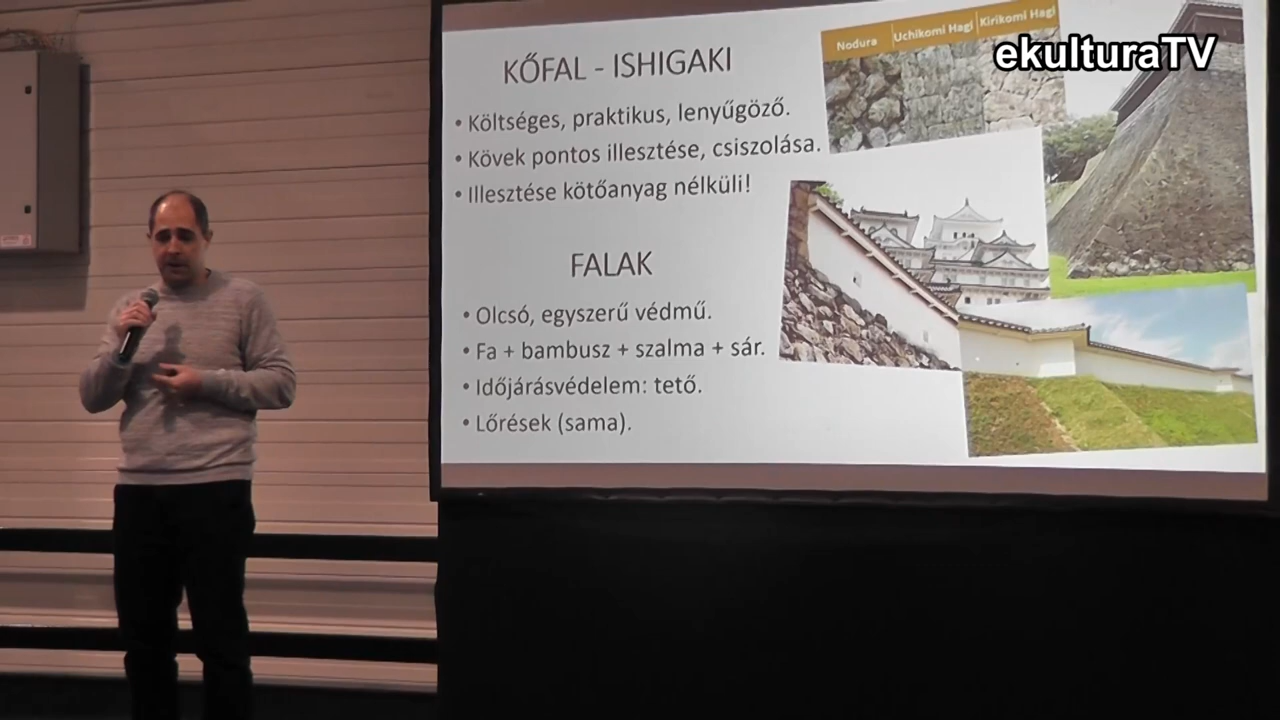 Nodura Uchikomi Hagi Kirikomi Hagi
ekulturaTV
KŐFAL - ISHIGAKI
• Költséges, praktikus, lenyűgöző.
• Kövek pontos illesztése, csiszolása.
• Illesztése kötőanyag nélküli!
FALAK
• Olcsó, egyszerű védmű.
• Fa + bambusz + szalma + sár.
• Időjárásvédelem: tető.
• Lőrések (sama).